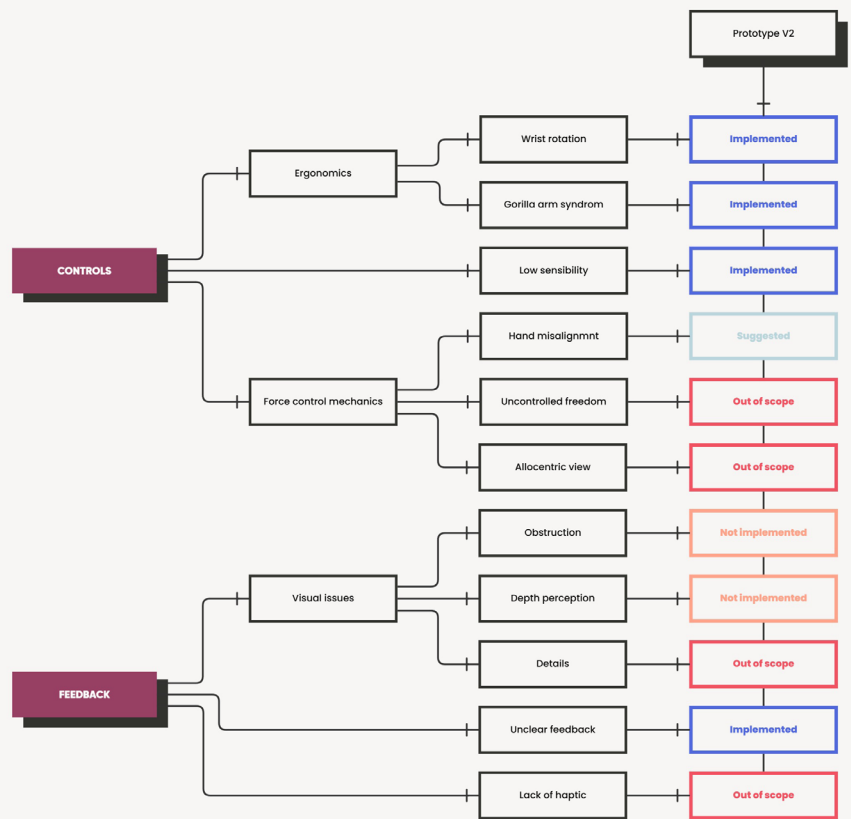 Prototype V2
Wrist rotation
Implemented
Ergonomics
Gorilla arm syndrom
Implemented
CONTROLS
Low sensibility
Implemented
Hand misalignmnt
Suggested
Force control mechanics
Uncontrolled freedom
Out of scope
Allocentric view
Out of scope
Obstruction
Not implemented
Visual issues
Depth perception
Not implemented
Details
Out of scope
FEEDBACK
Unclear feedback
Implemented
Lack of haptic
Out of scope